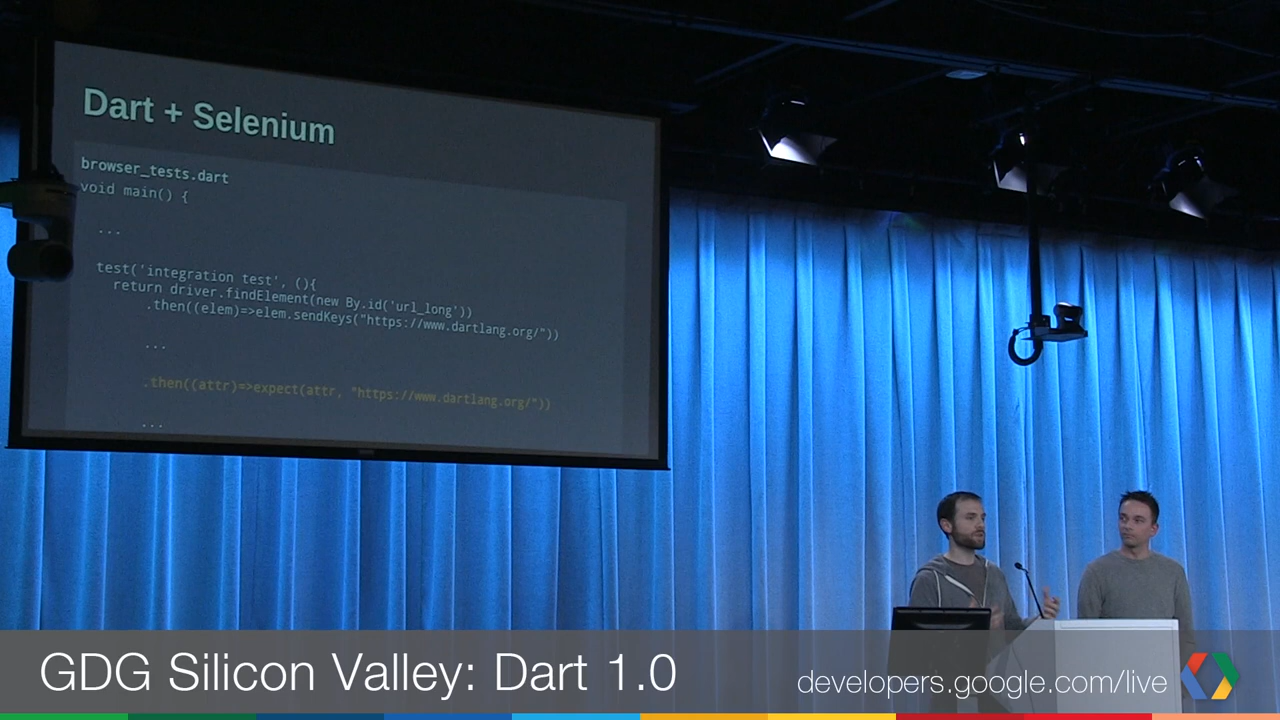 Dart + Selenium
browser_tests.dart
void main() {
...
test('integration test', (){
return driver.findElement(new By.id('url_long'))
.then((elem)=>elem.sendKeys("https://www.dartlang.org/"))
...
.then((attr)=>expect(attr, "https://www.dartlang.org/"))
...
GDG Silicon Valley: Dart 1.0
developers.google.com/live